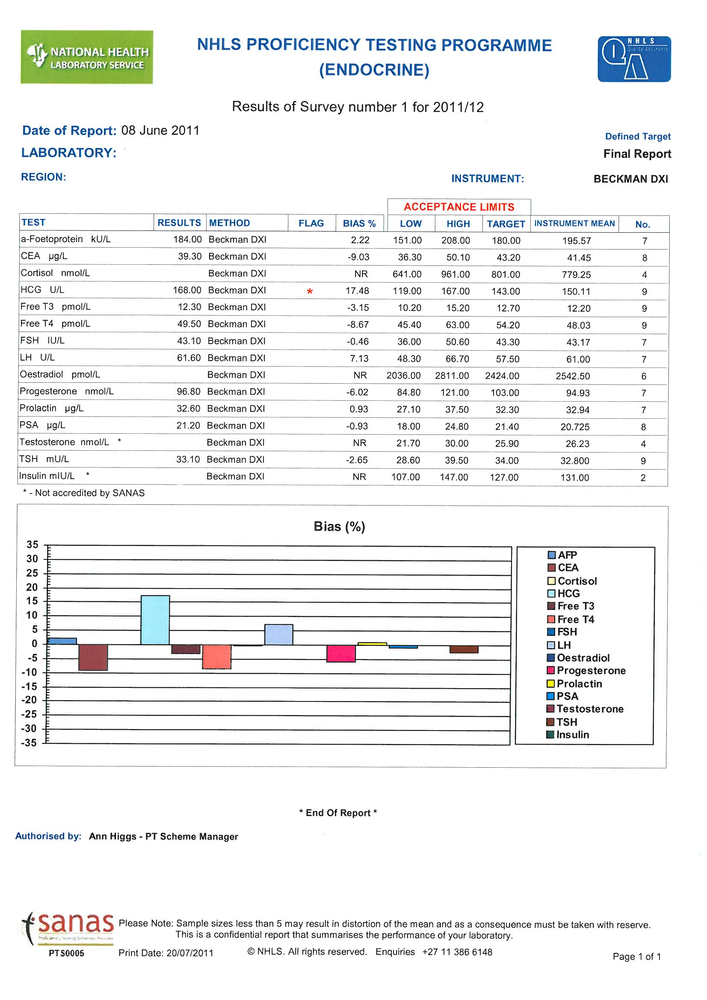 NATIONAL HEALTH
LABORATORY SERVICE
NHLS PROFICIENCY TESTING PROGRAMME
(ENDOCRINE)
NHLS
Quality Assurance
QA
Results of Survey number 1 for 2011/12
Date of Report: 08 June 2011
Defined Target
LABORATORY:
Final Report
REGION: INSTRUMENT: BECKMAN DXI
ACCEPTANCE LIMITS
TEST RESULTS METHOD FLAG BIAS % LOW HIGH TARGET INSTRUMENT MEAN No.
a-Foetoprotein kU/L 184.00 Beckman DXI 2.22 151.00 208.00 180.00 195.57 7
CEA µg/L 39.30 Beckman DXI -9.03 36.30 50.10 43.20 41.45 8
Cortisol nmol/L Beckman DXI NR 641.00 961.00 801.00 779.25 4
HCG U/L 168.00 Beckman DXI * 17.48 119.00 167.00 143.00 150.11 9
Free T3 pmol/L 12.30 Beckman DXI -3.15 10.20 15.20 12.70 12.20 9
Free T4 pmol/L 49.50 Beckman DXI -8.67 45.40 63.00 54.20 48.03 9
FSH IU/L 43.10 Beckman DXI -0.46 36.00 50.60 43.30 43.17 7
LH U/L 61.60 Beckman DXI 7.13 48.30 66.70 57.50 61.00 7
Oestradiol pmol/L Beckman DXI NR 2036.00 2811.00 2424.00 2542.50 6
Progesterone nmol/L 96.80 Beckman DXI -6.02 84.80 121.00 103.00 94.93 7
Prolactin µg/L 32.60 Beckman DXI 0.93 27.10 37.50 32.30 32.94 7
PSA µg/L 21.20 Beckman DXI -0.93 18.00 24.80 21.40 20.725 8
Testosterone nmol/L * Beckman DXI NR 21.70 30.00 25.90 26.23 4
TSH mU/L 33.10 Beckman DXI -2.65 28.60 39.50 34.00 32.800 9
Insulin mIU/L * Beckman DXI NR 107.00 147.00 127.00 131.00 2
* - Not accredited by SANAS
Bias (%)
35
30
25
20
15
10
5
0
-5
-10
-15
-20
-25
-30
-35
AFP
CEA
Cortisol
HCG
Free T3
Free T4
FSH
LH
Oestradiol
Progesterone
Prolactin
PSA
Testosterone
TSH
Insulin
* End Of Report *
Authorised by: Ann Higgs - PT Scheme Manager
sanas
Proficiency Testing Schemes Provider
PTS0005
Please Note: Sample sizes less than 5 may result in distortion of the mean and as a consequence must be taken with reserve.
This is a confidential report that summarises the performance of your laboratory.
Print Date: 20/07/2011 © NHLS. All rights reserved. Enquiries +27 11 386 6148
Page 1 of 1